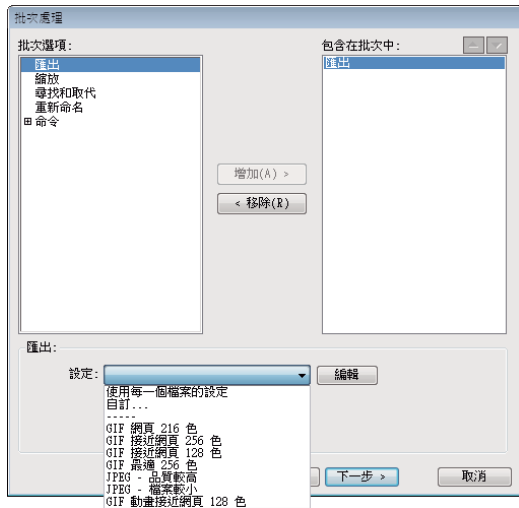 批次處理
批次選項:
包含在批次中:
匯出
縮放
尋找和取代
重新命名
命令
匯出
增加(A) >
< 移除(R)
匯出:
設定:
編輯
使用每一個檔案的設定
自訂...
-----
GIF 網頁 216 色
GIF 接近網頁 256 色
GIF 接近網頁 128 色
GIF 最適 256 色
JPEG - 品質較高
JPEG - 檔案較小
GIF 動畫接近網頁 128 色
下一步 >
取消